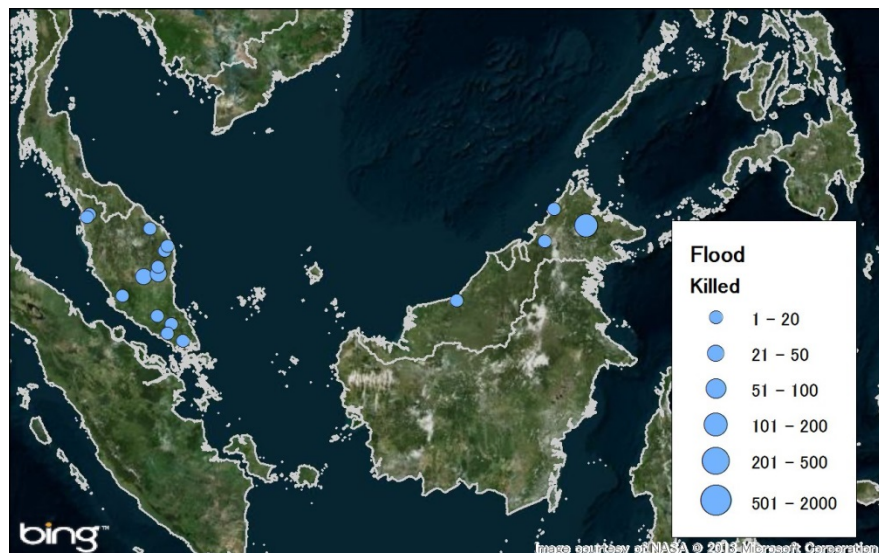 Flood
Killed
1 - 20
21 - 50
51 - 100
101 - 200
201 - 500
501 - 2000
bing™
Image courtesy of NASA © 2013 Microsoft Corporation